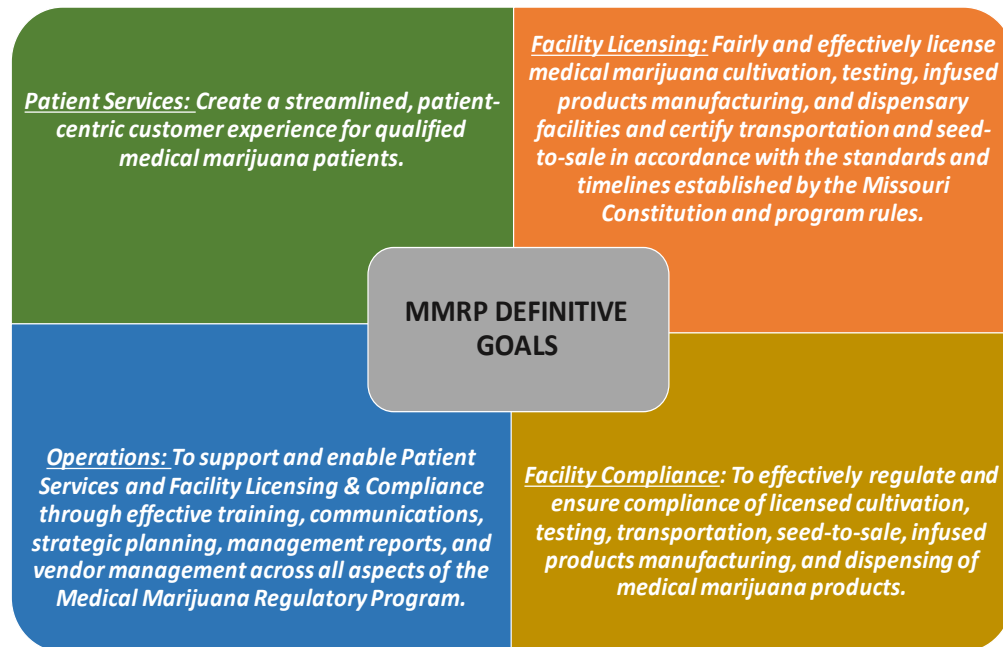 Patient Services: Create a streamlined, patient-
centric customer experience for qualified
medical marijuana patients.
Facility Licensing: Fairly and effectively license
medical marijuana cultivation, testing, infused
products manufacturing, and dispensary
facilities and certify transportation and seed-
to-sale in accordance with the standards and
timelines established by the Missouri
Constitution and program rules.
MMRP DEFINITIVE
GOALS
Operations: To support and enable Patient
Services and Facility Licensing & Compliance
through effective training, communications,
strategic planning, management reports, and
vendor management across all aspects of the
Medical Marijuana Regulatory Program.
Facility Compliance: To effectively regulate and
ensure compliance of licensed cultivation,
testing, transportation, seed-to-sale, infused
products manufacturing, and dispensing of
medical marijuana products.